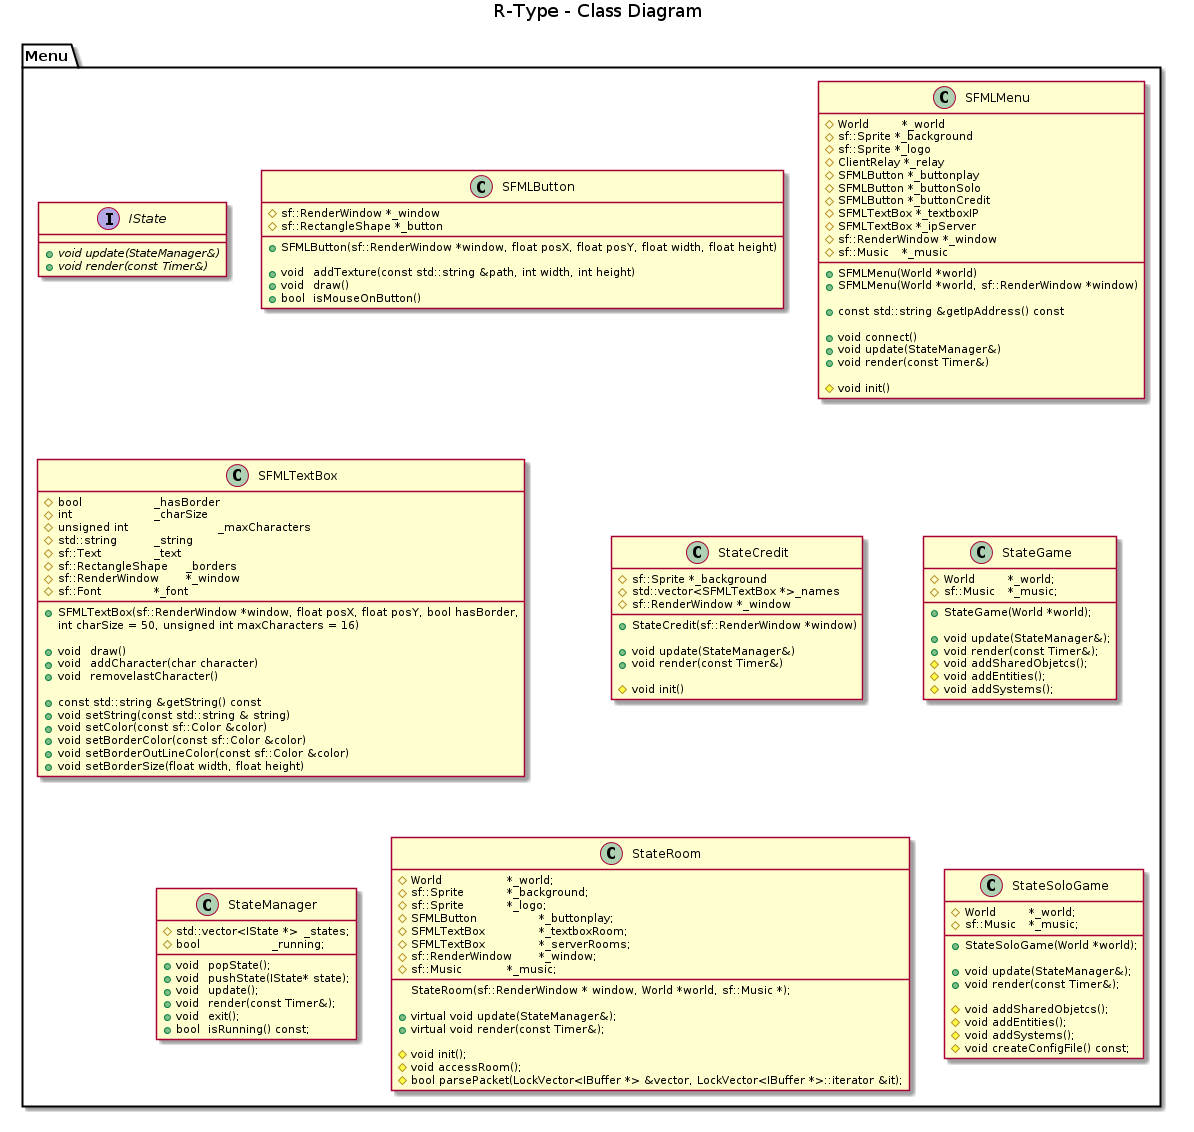 R-Type - Class Diagram
Menu
I IState
void update(StateManager&)
void render(const Timer&)
C SFMLButton
sf::RenderWindow *_window
sf::RectangleShape *_button
SFMLButton(sf::RenderWindow *window, float posX, float posY, float width, float height)
void addTexture(const std::string &path, int width, int height)
void draw()
bool isMouseOnButton()
C SFMLMenu
World *_world
sf::Sprite *_background
sf::Sprite *_logo
ClientRelay *_relay
SFMLButton *_buttonplay
SFMLButton *_buttonSolo
SFMLButton *_buttonCredit
SFMLTextBox *_textboxIP
SFMLTextBox *_ipServer
sf::RenderWindow *_window
sf::Music *_music
SFMLMenu(World *world)
SFMLMenu(World *world, sf::RenderWindow *window)
const std::string &getIpAddress() const
void connect()
void update(StateManager&)
void render(const Timer&)
void init()
C SFMLTextBox
bool _hasBorder
int _charSize
unsigned int _maxCharacters
std::string _string
sf::Text _text
sf::RectangleShape _borders
sf::RenderWindow *_window
sf::Font *_font
SFMLTextBox(sf::RenderWindow *window, float posX, float posY, bool hasBorder,
int charSize = 50, unsigned int maxCharacters = 16)
void draw()
void addCharacter(char character)
void removelastCharacter()
const std::string &getString() const
void setString(const std::string & string)
void setColor(const sf::Color &color)
void setBorderColor(const sf::Color &color)
void setBorderOutLineColor(const sf::Color &color)
void setBorderSize(float width, float height)
C StateCredit
sf::Sprite *_background
std::vector<SFMLTextBox *>_names
sf::RenderWindow *_window
StateCredit(sf::RenderWindow *window)
void update(StateManager&)
void render(const Timer&)
void init()
C StateGame
World *_world;
sf::Music *_music;
StateGame(World *world);
void update(StateManager&);
void render(const Timer&);
void addSharedObjetcs();
void addEntities();
void addSystems();
C StateManager
std::vector<IState *> _states;
bool _running;
void popState();
void pushState(IState* state);
void update();
void render(const Timer&);
void exit();
bool isRunning() const;
C StateRoom
World *_world;
sf::Sprite *_background;
sf::Sprite *_logo;
SFMLButton *_buttonplay;
SFMLTextBox *_textboxRoom;
SFMLTextBox *_serverRooms;
sf::RenderWindow *_window;
sf::Music *_music;
StateRoom(sf::RenderWindow * window, World *world, sf::Music *);
virtual void update(StateManager&);
virtual void render(const Timer&);
void init();
void accessRoom();
bool parsePacket(LockVector<IBuffer *> &vector, LockVector<IBuffer *>::iterator &it);
C StateSoloGame
World *_world;
sf::Music *_music;
StateSoloGame(World *world);
void update(StateManager&);
void render(const Timer&);
void addSharedObjetcs();
void addEntities();
void addSystems();
void createConfigFile() const;